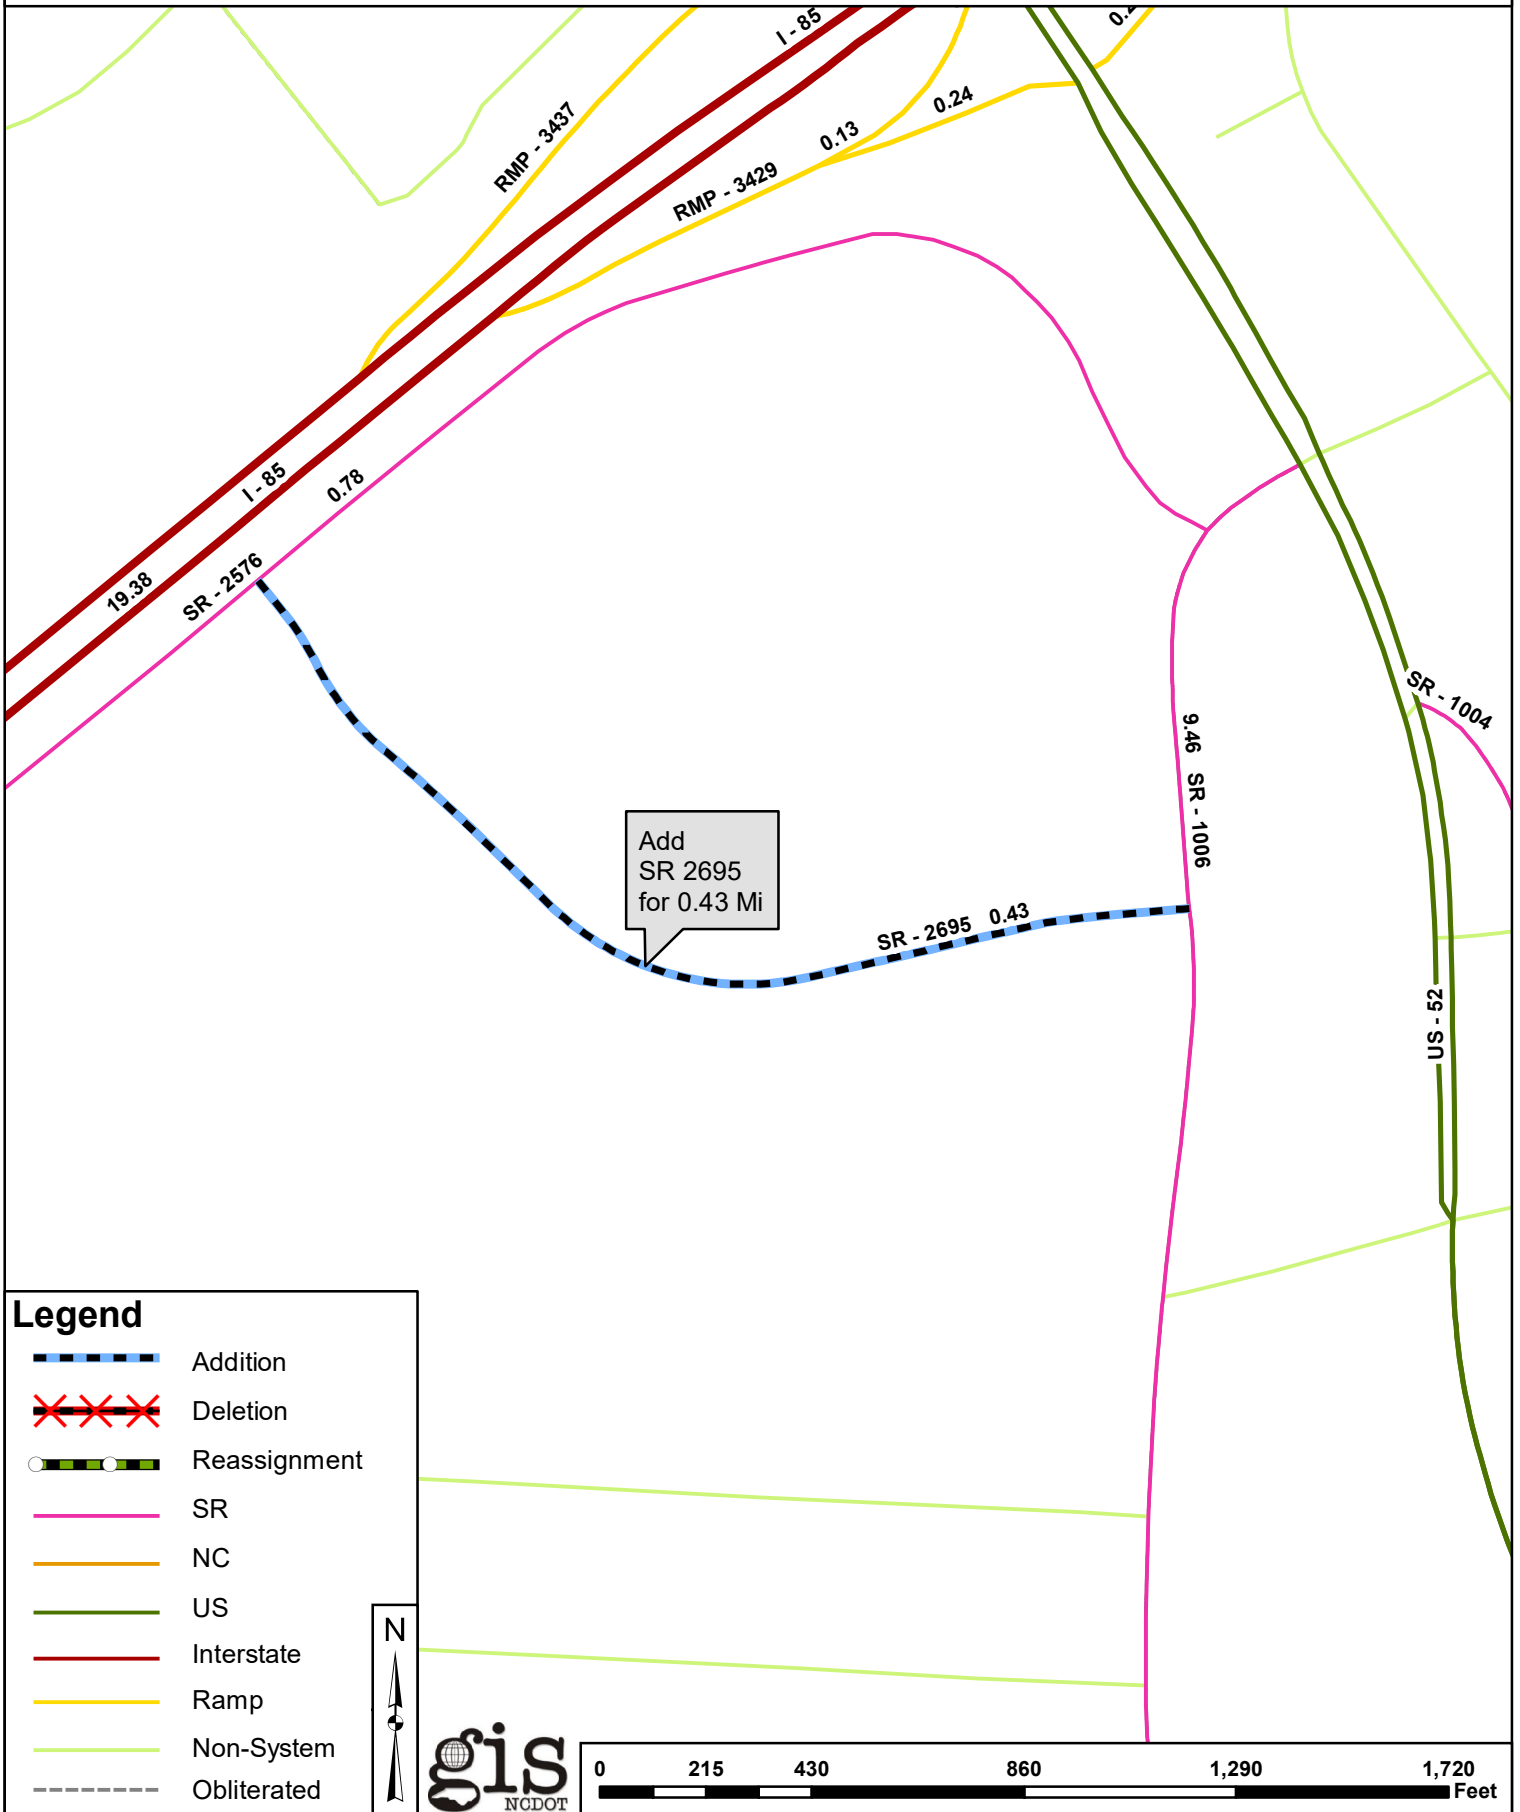 I - 85
0.2
RMP - 3437
0.24
0.13
RMP - 3429
I - 85
0.78
19.38
SR - 2576
SR - 1004
9.46 SR - 1006
Add
SR 2695
for 0.43 Mi
SR - 2695 0.43
US - 52
Legend
Addition
Deletion
Reassignment
SR
NC
US
Interstate
Ramp
Non-System
Obliterated
N
gis
NCDOT
0 215 430 860 1,290 1,720
Feet